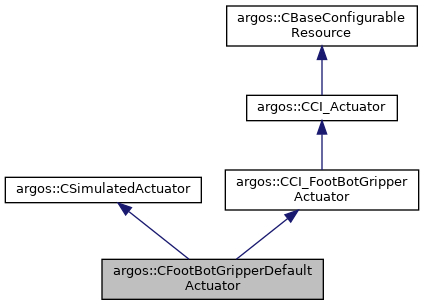 argos::CBaseConfigurable
Resource
argos::CCI_Actuator
argos::CSimulatedActuator
argos::CCI_FootBotGripper
Actuator
argos::CFootBotGripperDefault
Actuator